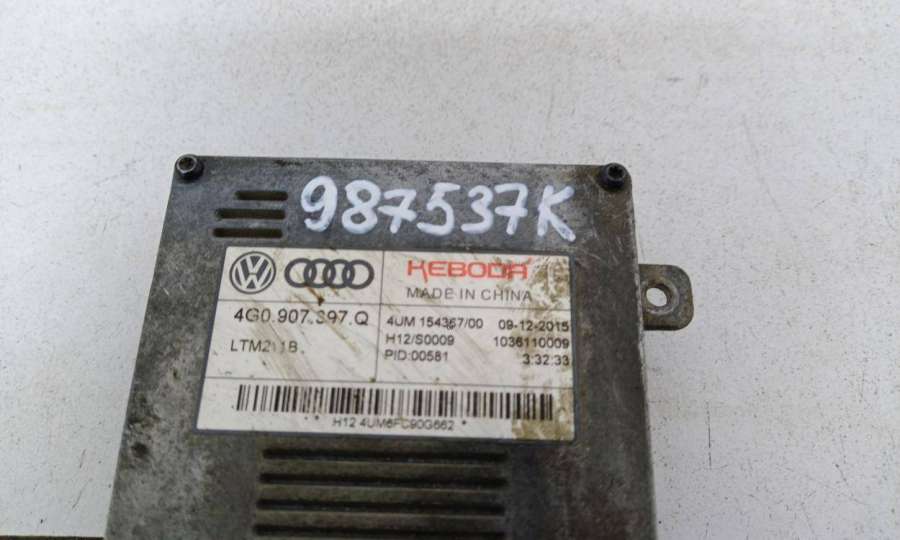 987537K
KEBODA
MADE IN CHINA
4G0.907.397.Q
4UM 154367/00 09-12-2015
H12/S0009 1036110009
PID:00581 3:32:33
H12 4UM6FC90G662 *